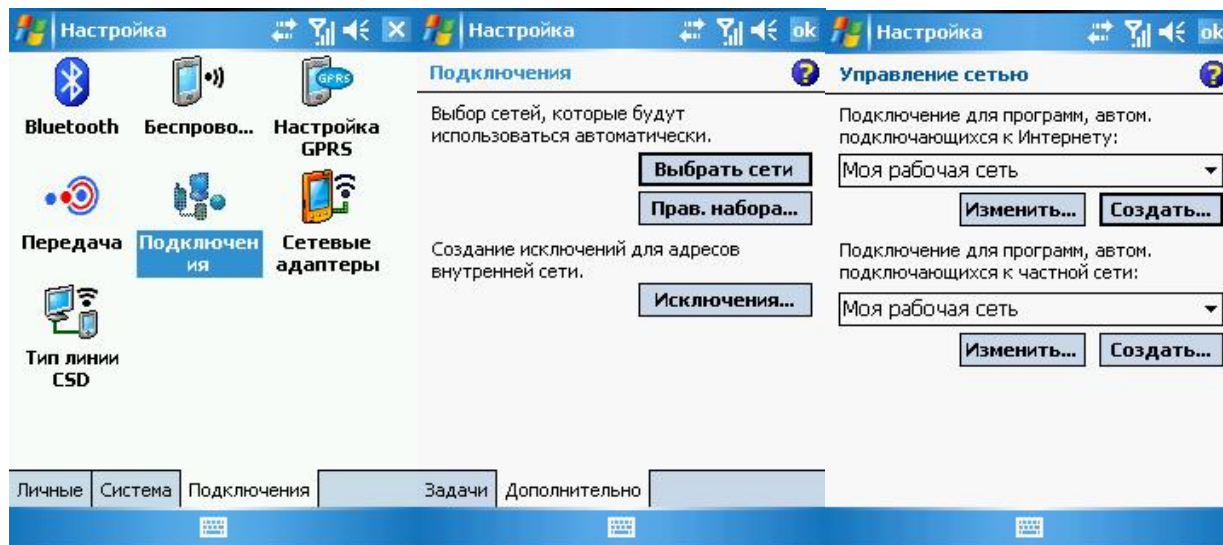 Настройка
Bluetooth
Беспрово...
Настройка
GPRS
GPRS
Передача
Подключен
ия
Сетевые
адаптеры
Тип линии
CSD
Личные
Система
Подключения
Настройка
ok
Подключения
?
Выбор сетей, которые будут
использоваться автоматически.
Выбрать сети
Прав. набора...
Создание исключений для адресов
внутренней сети.
Исключения...
Задачи
Дополнительно
Настройка
ok
Управление сетью
?
Подключение для программ, автом.
подключающихся к Интернету:
Моя рабочая сеть
Изменить...
Создать...
Подключение для программ, автом.
подключающихся к частной сети:
Моя рабочая сеть
Изменить...
Создать...